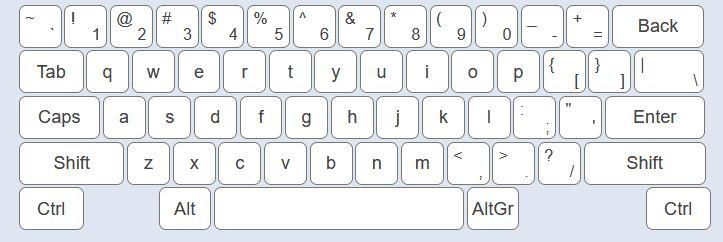 ~ ` ! 1 @ 2 # 3 $ 4 % 5 ^ 6 & 7 * 8 ( 9 ) 0 _ - + = Back
Tab q w e r t y u i o p { [ } ] | \
Caps a s d f g h j k l : ; " ' Enter
Shift z x c v b n m < , > . ? / Shift
Ctrl Alt AltGr Ctrl